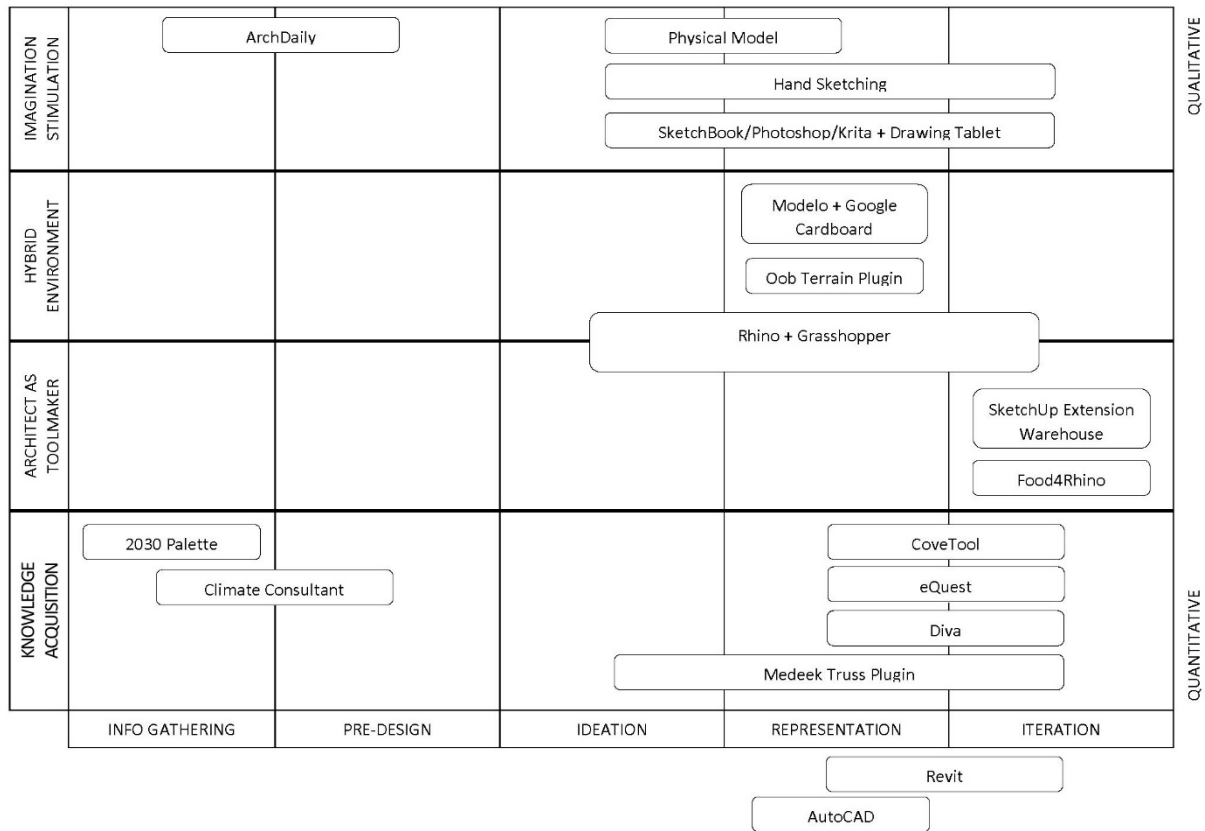 IMAGINATION
STIMULATION
ArchDaily
Physical Model
Hand Sketching
SketchBook/Photoshop/Krita + Drawing Tablet
QUALITATIVE
HYBRID
ENVIRONMENT
Modelo + Google
Cardboard
Oob Terrain Plugin
Rhino + Grasshopper
ARCHITECT AS
TOOLMAKER
SketchUp Extension
Warehouse
Food4Rhino
KNOWLEDGE
ACQUISITION
2030 Palette
CoveTool
Climate Consultant
eQuest
Diva
Medeek Truss Plugin
QUANTITATIVE
INFO GATHERING
PRE-DESIGN
IDEATION
REPRESENTATION
ITERATION
Revit
AutoCAD